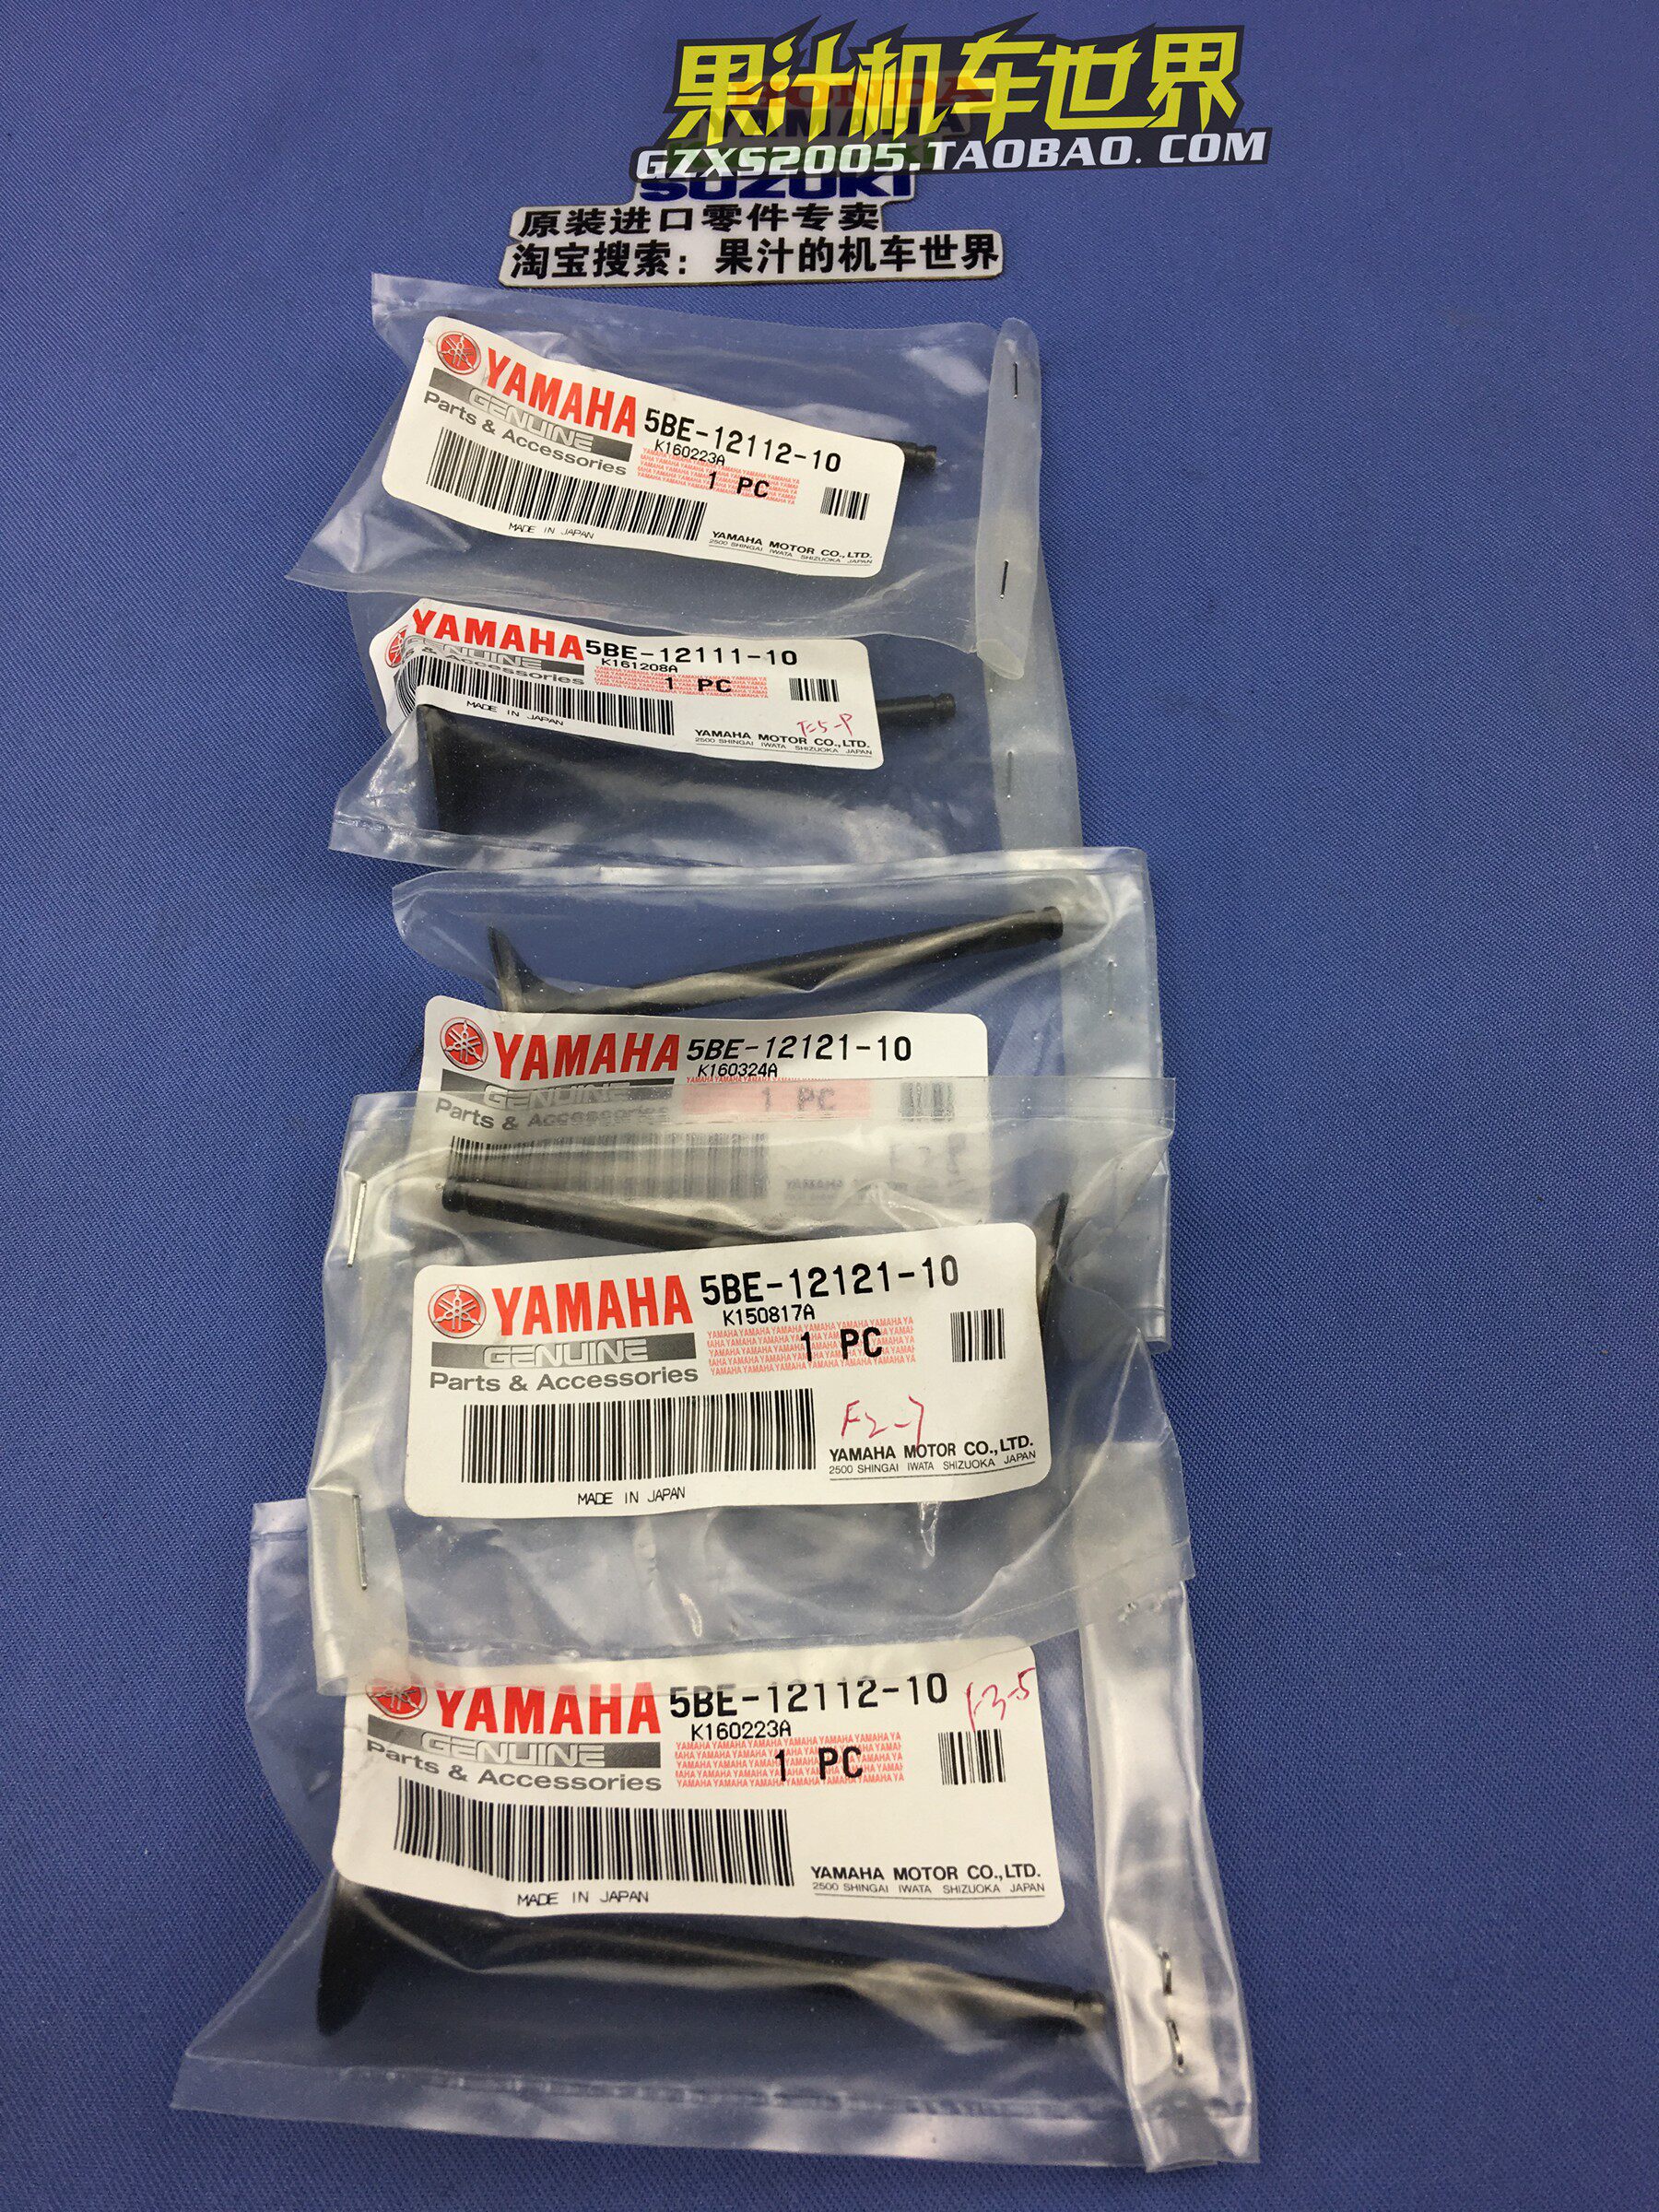 果汁机车世界
HONDA
YAMAHA
GZXS2005.TAOBAO.COM
SUZUKI
原装进口零件专卖
淘宝搜索：果汁的机车世界
YAMAHA 5BE-12112-10
GENUINE
K160223A
Parts & Accessories
1 PC
MADE IN JAPAN
YAMAHA MOTOR CO.,LTD.
2500 SHINGAI IWATA SHIZUOKA JAPAN
YAMAHA 5BE-12111-10
GENUINE
K161208A
& Accessories
1 PC
MADE IN JAPAN
YAMAHA MOTOR CO.,LTD.
2500 SHINGAI IWATA SHIZUOKA JAPAN
YAMAHA 5BE-12121-10
K160324A
GENUINE
1 PC
Parts & Accessories
YAMAHA 5BE-12121-10
K150817A
GENUINE
1 PC
Parts & Accessories
F2-7
YAMAHA MOTOR CO.,LTD.
2500 SHINGAI IWATA SHIZUOKA JAPAN
MADE IN JAPAN
YAMAHA 5BE-12112-10
K160223A
GENUINE
1 PC
Parts & Accessories
YAMAHA MOTOR CO.,LTD.
2500 SHINGAI IWATA SHIZUOKA JAPAN
MADE IN JAPAN